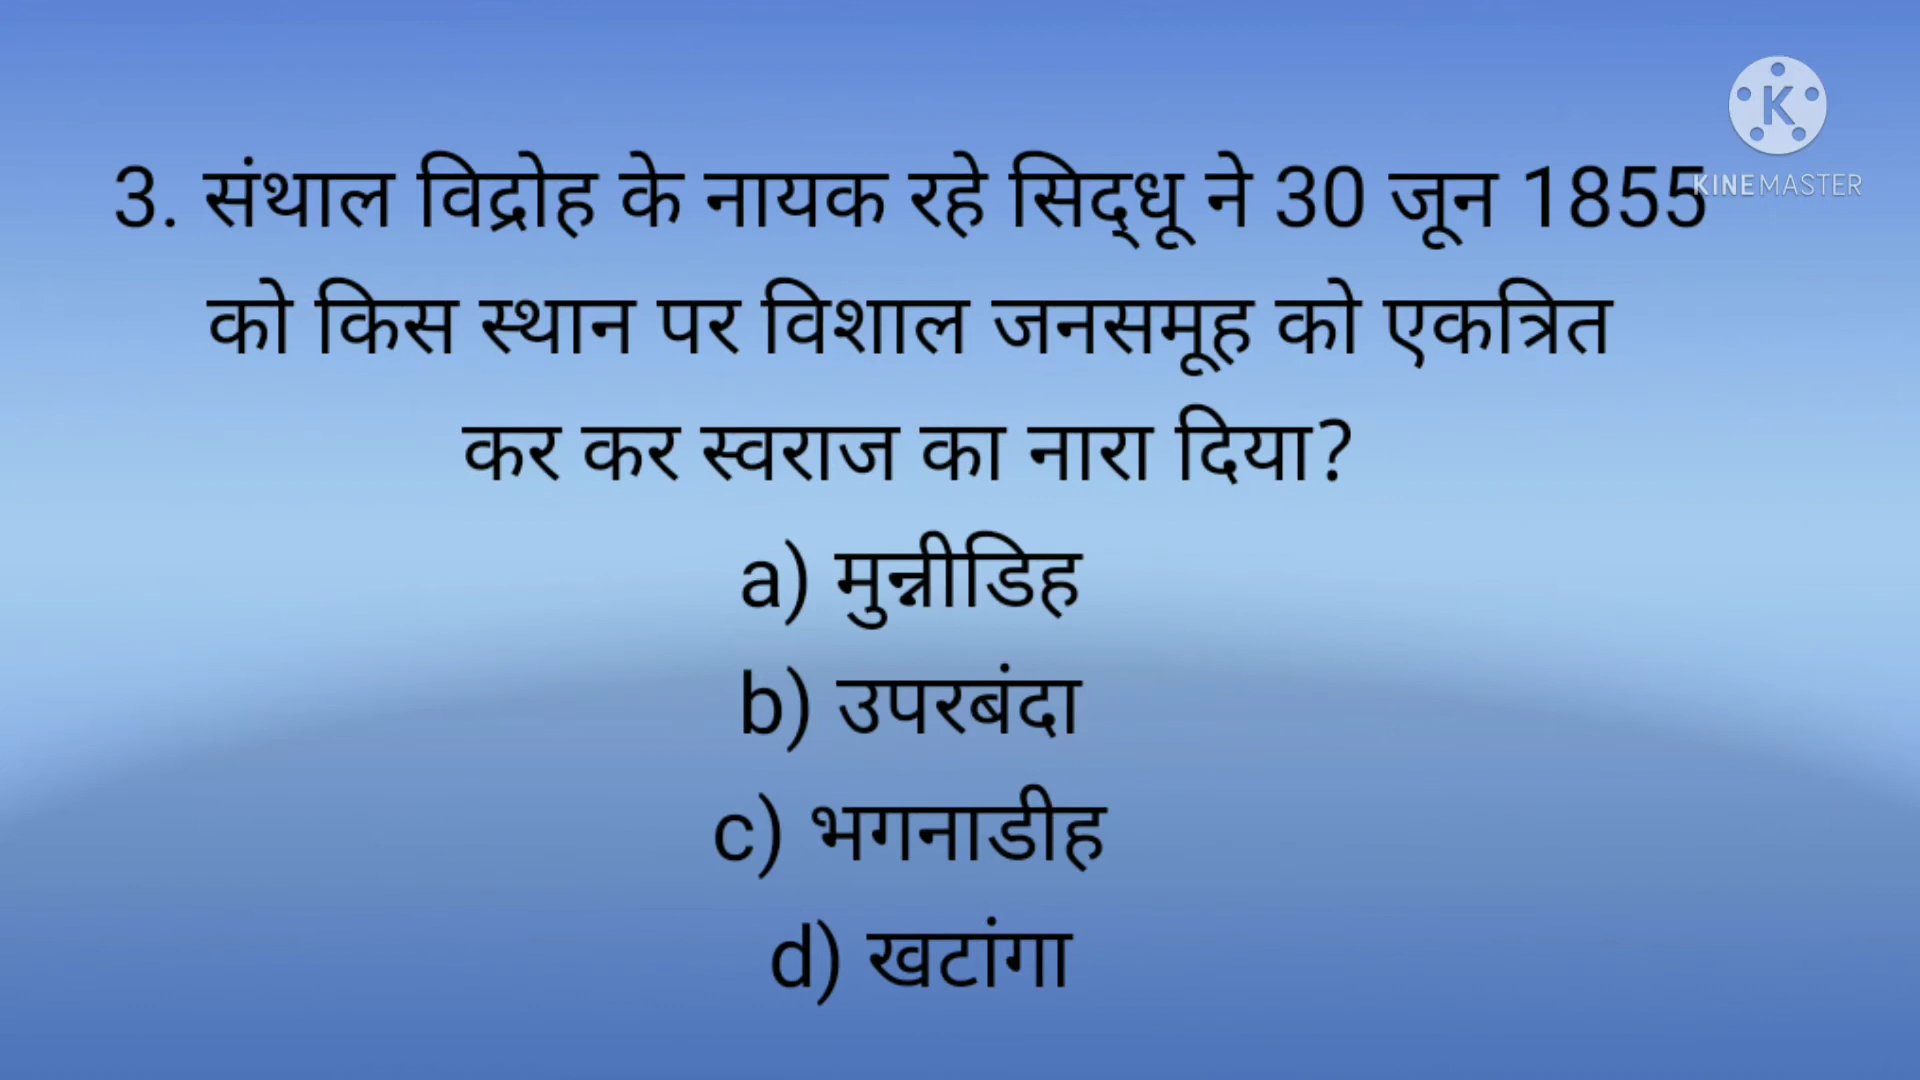 K
KINEMASTER
3. संथाल विद्रोह के नायक रहे सिद्धू ने 30 जून 1855
को किस स्थान पर विशाल जनसमूह को एकत्रित
कर कर स्वराज का नारा दिया?
a) मुन्नीडिह
b) उपरबंदा
c) भगनाडीह
d) खटांगा